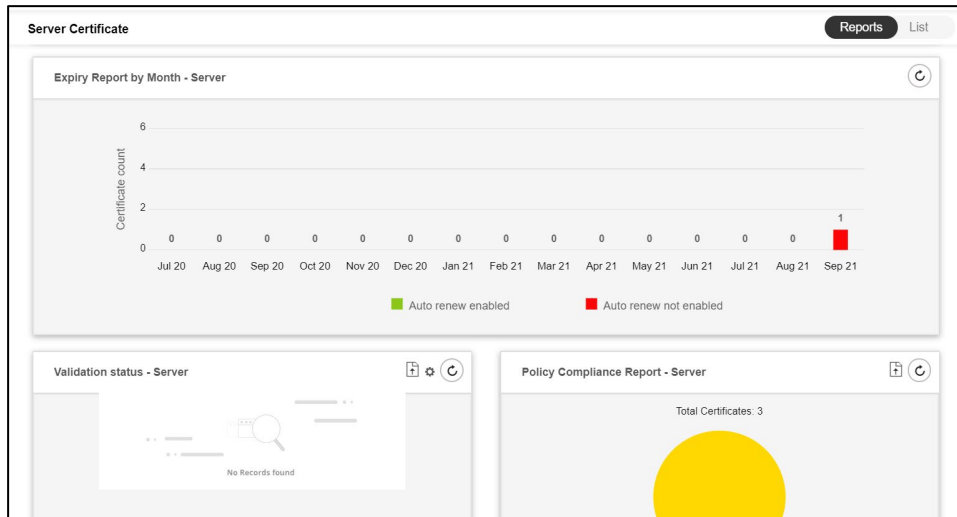 Server Certificate
Reports List
Expiry Report by Month - Server
Certificate count
6
4
2
0
0 0 0 0 0 0 0 0 0 0 0 0 0 0 1
Jul 20 Aug 20 Sep 20 Oct 20 Nov 20 Dec 20 Jan 21 Feb 21 Mar 21 Apr 21 May 21 Jun 21 Jul 21 Aug 21 Sep 21
Auto renew enabled Auto renew not enabled
Validation status - Server
No Records found
Policy Compliance Report - Server
Total Certificates: 3